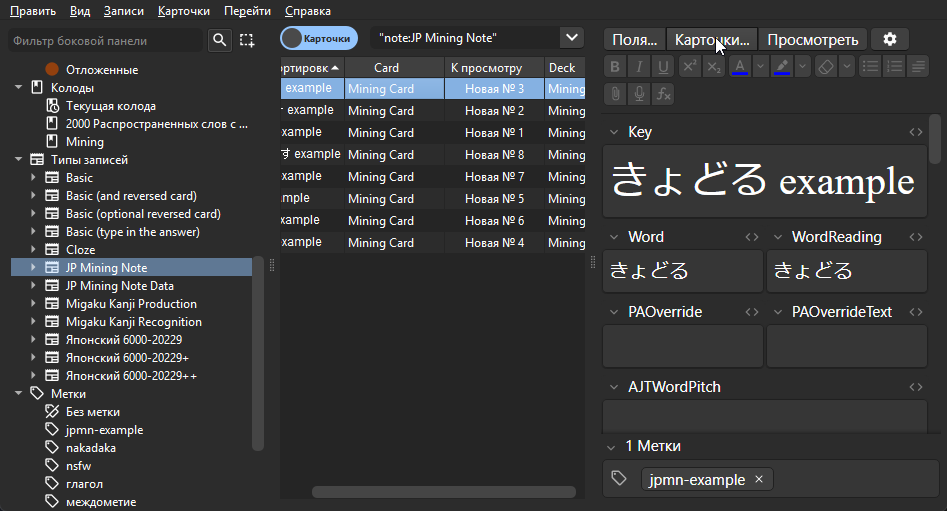 Править Вид Записи Карточки Перейти Справка
Фильтр боковой панели
Отложенные
Колоды
Текущая колода
2000 Распространенных слов с ...
Mining
Типы записей
Basic
Basic (and reversed card)
Basic (optional reversed card)
Basic (type in the answer)
Cloze
JP Mining Note
JP Mining Note Data
Migaku Kanji Production
Migaku Kanji Recognition
Японский 6000-20229
Японский 6000-20229+
Японский 6000-20229++
Метки
Без метки
jpmn-example
nakadaka
nsfw
глагол
междометие
Карточки "note:JP Mining Note"
ортировк Card К просмотру Deck
example Mining Card Новая № 3 Mining
example Mining Card Новая № 2 Mining
example Mining Card Новая № 1 Mining
す example Mining Card Новая № 8 Mining
example Mining Card Новая № 7 Mining
mple Mining Card Новая № 5 Mining
example Mining Card Новая № 6 Mining
example Mining Card Новая № 4 Mining
Поля... Карточки... Просмотреть
B I U x² x₂ A
fx
Key
きょどる example
Word WordReading
きょどる きょどる
PAOverride PAOverrideText
AJTWordPitch
1 Метки
jpmn-example ×